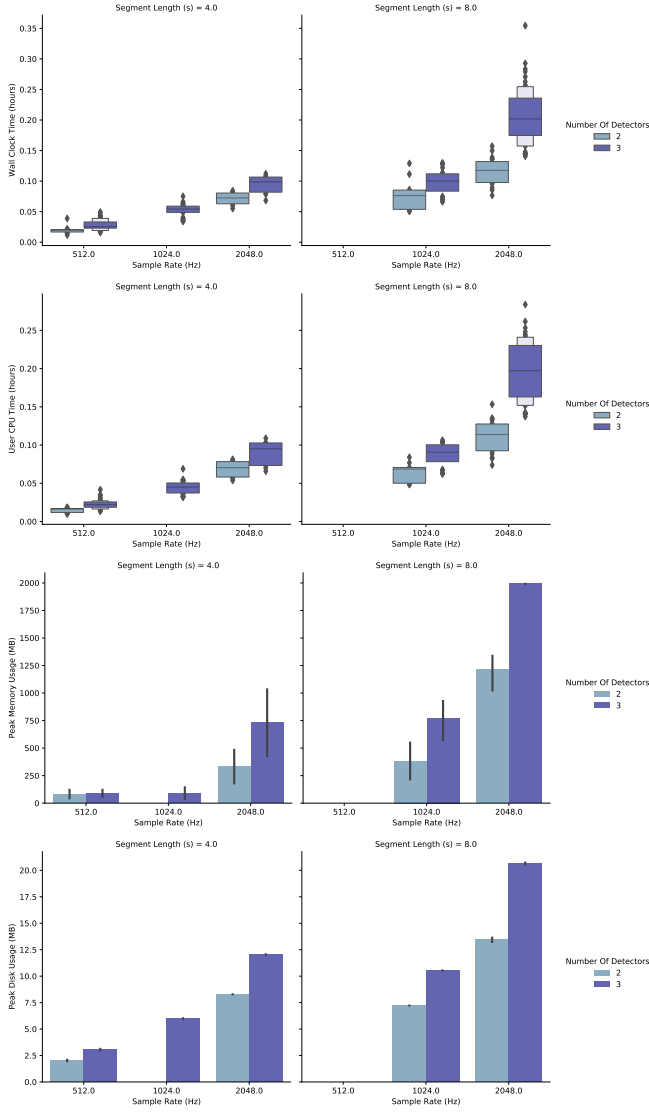 Segment Length (s) = 4.0
Segment Length (s) = 8.0
0.35
0.30
0.25
0.20
0.15
0.10
0.05
0.00
Wall Clock Time (hours)
512.0 1024.0 2048.0
512.0 1024.0 2048.0
Sample Rate (Hz)
Sample Rate (Hz)
Number Of Detectors
2
3
Segment Length (s) = 4.0
Segment Length (s) = 8.0
0.25
0.20
0.15
0.10
0.05
0.00
User CPU Time (hours)
512.0 1024.0 2048.0
512.0 1024.0 2048.0
Sample Rate (Hz)
Sample Rate (Hz)
Number Of Detectors
2
3
Segment Length (s) = 4.0
Segment Length (s) = 8.0
2000
1750
1500
1250
1000
750
500
250
0
Peak Memory Usage (MB)
512.0 1024.0 2048.0
512.0 1024.0 2048.0
Sample Rate (Hz)
Sample Rate (Hz)
Number Of Detectors
2
3
Segment Length (s) = 4.0
Segment Length (s) = 8.0
20.0
17.5
15.0
12.5
10.0
7.5
5.0
2.5
0.0
Peak Disk Usage (MB)
512.0 1024.0 2048.0
512.0 1024.0 2048.0
Sample Rate (Hz)
Sample Rate (Hz)
Number Of Detectors
2
3